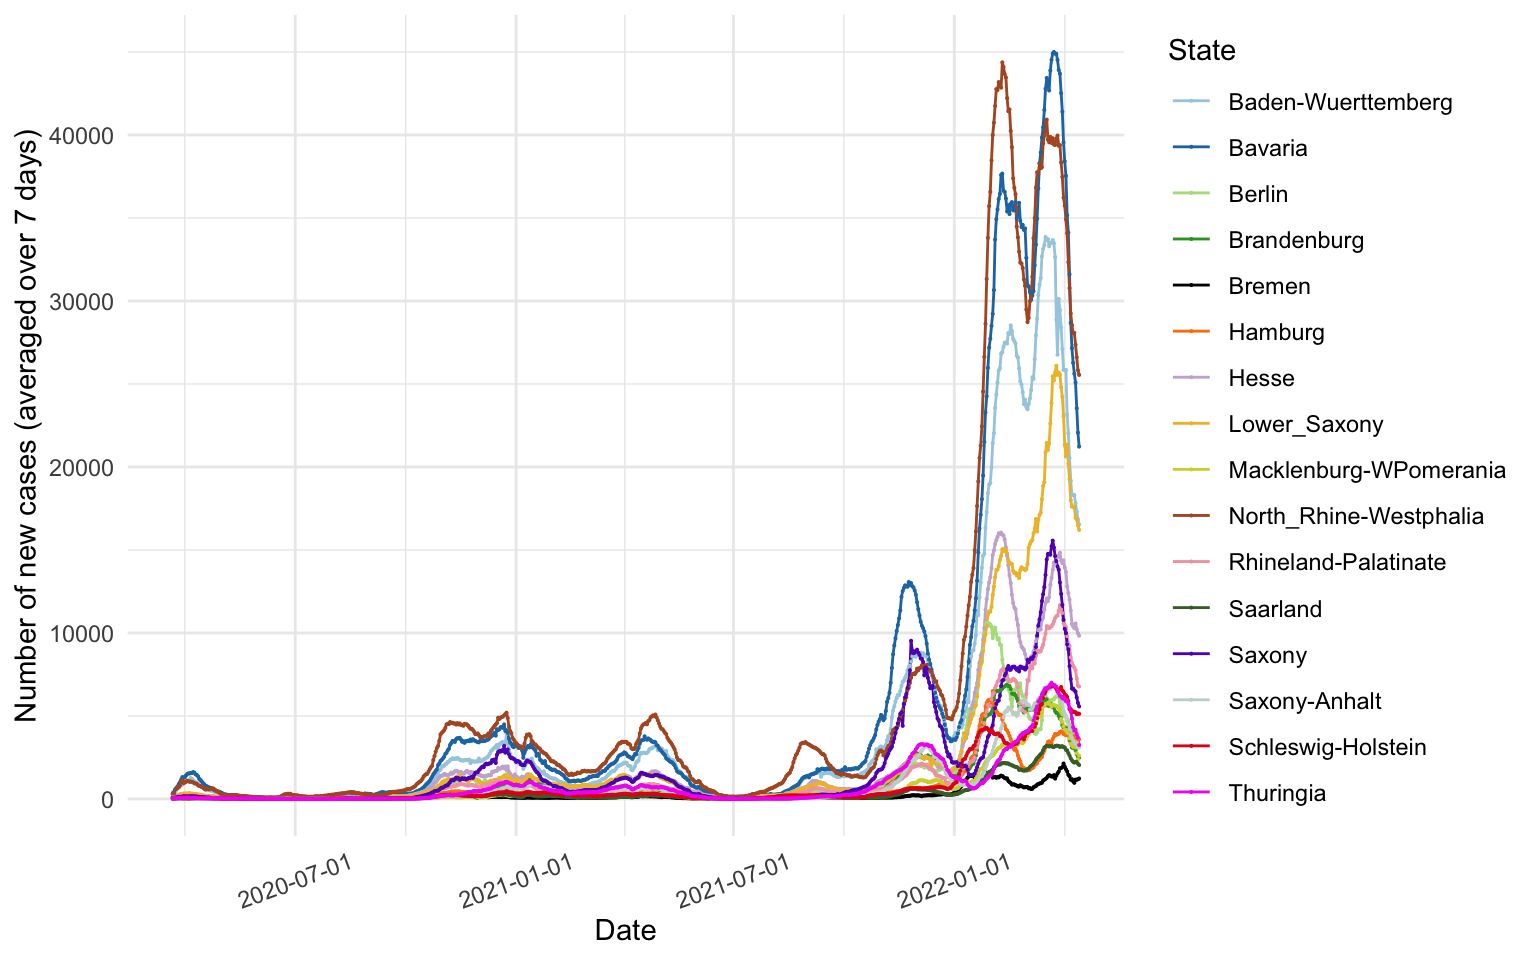 Number of new cases (averaged over 7 days)
40000
30000
20000
10000
0
2020-07-01
2021-01-01
2021-07-01
2022-01-01
Date
State
Baden-Wuerttemberg
Bavaria
Berlin
Brandenburg
Bremen
Hamburg
Hesse
Lower_Saxony
Macklenburg-WPomerania
North_Rhine-Westphalia
Rhineland-Palatinate
Saarland
Saxony
Saxony-Anhalt
Schleswig-Holstein
Thuringia